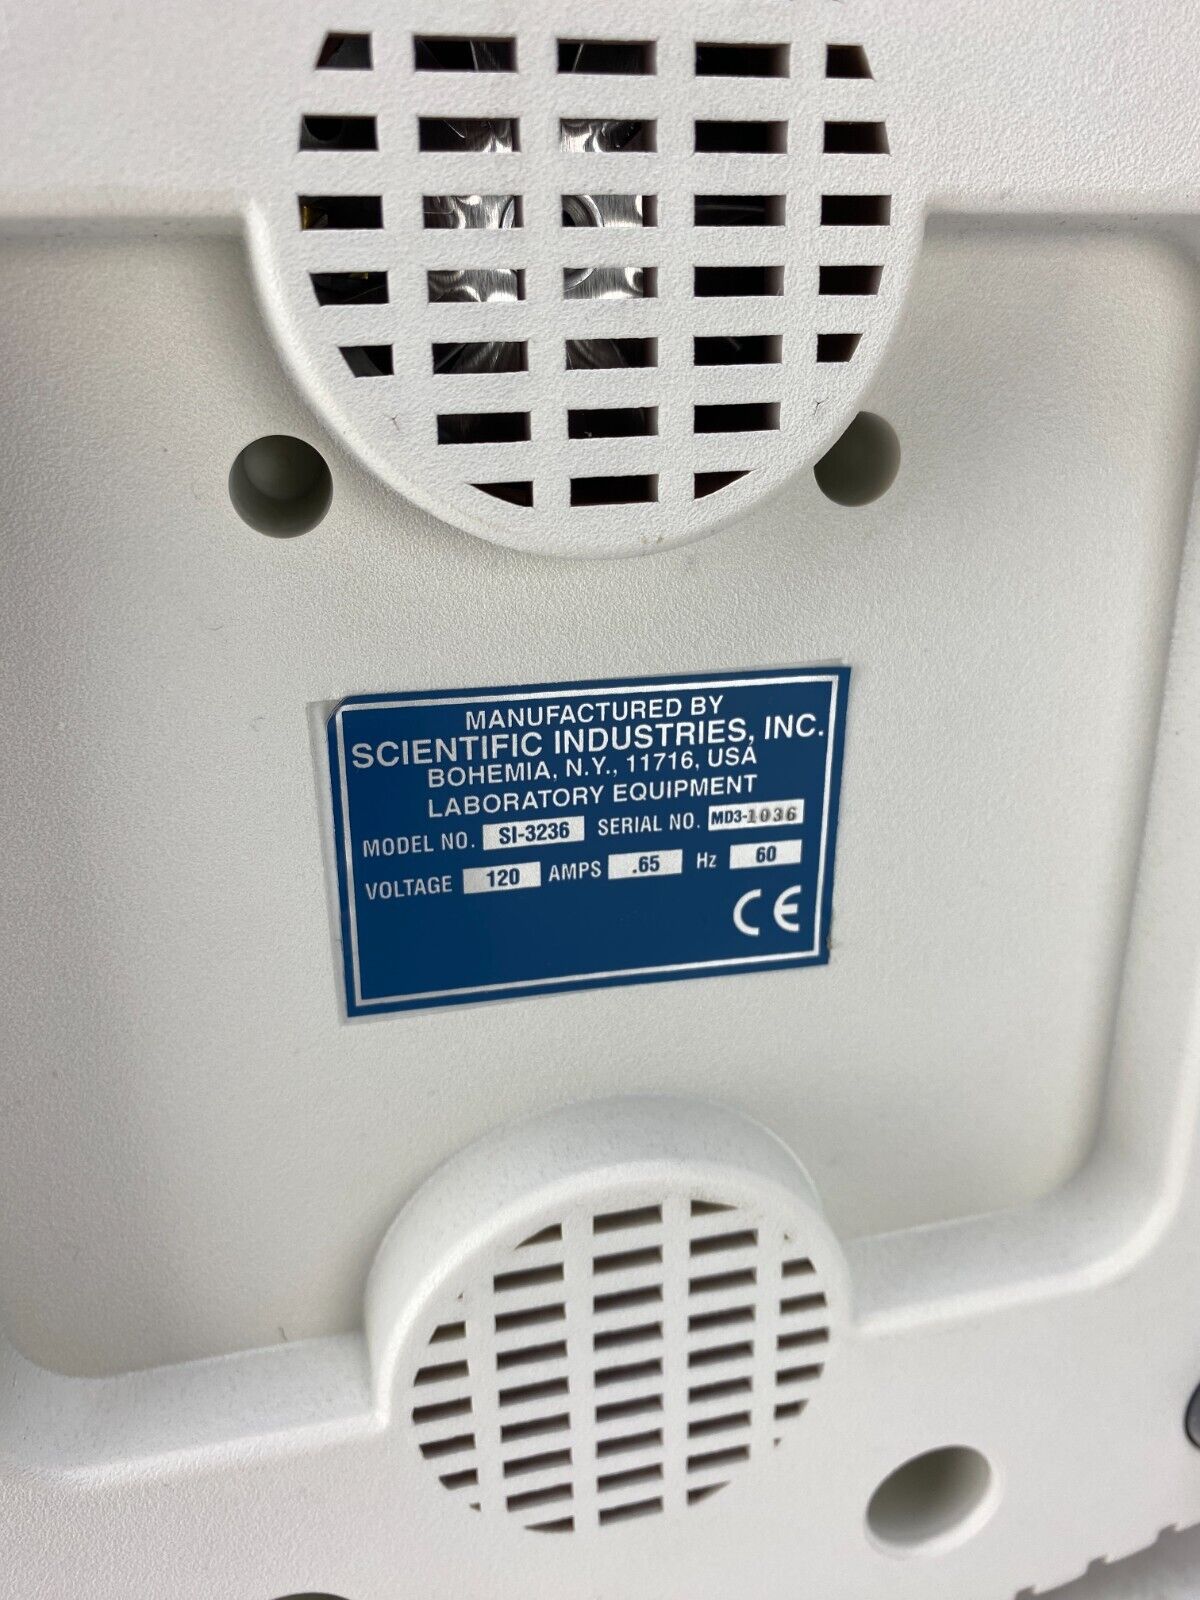 MANUFACTURED BY
SCIENTIFIC INDUSTRIES, INC.
BOHEMIA, N.Y., 11716, USA
LABORATORY EQUIPMENT
MODEL NO. SI-3236 SERIAL NO. MD3-1036
VOLTAGE 120 AMPS .65 Hz 60
CE